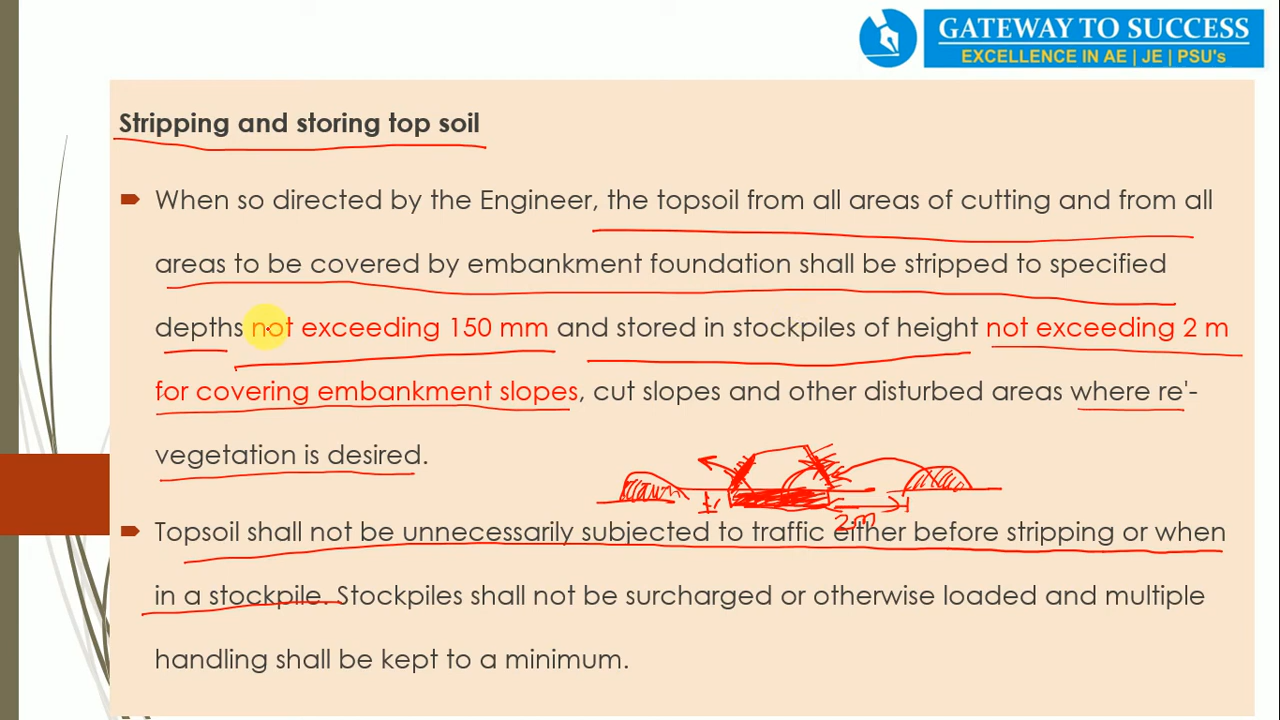 GATEWAY TO SUCCESS
EXCELLENCE IN AE | JE | PSU's
Stripping and storing top soil
When so directed by the Engineer, the topsoil from all areas of cutting and from all
areas to be covered by embankment foundation shall be stripped to specified
depths not exceeding 150 mm and stored in stockpiles of height not exceeding 2 m
for covering embankment slopes, cut slopes and other disturbed areas where re'-
vegetation is desired.
2m
Topsoil shall not be unnecessarily subjected to traffic either before stripping or when
in a stockpile. Stockpiles shall not be surcharged or otherwise loaded and multiple
handling shall be kept to a minimum.